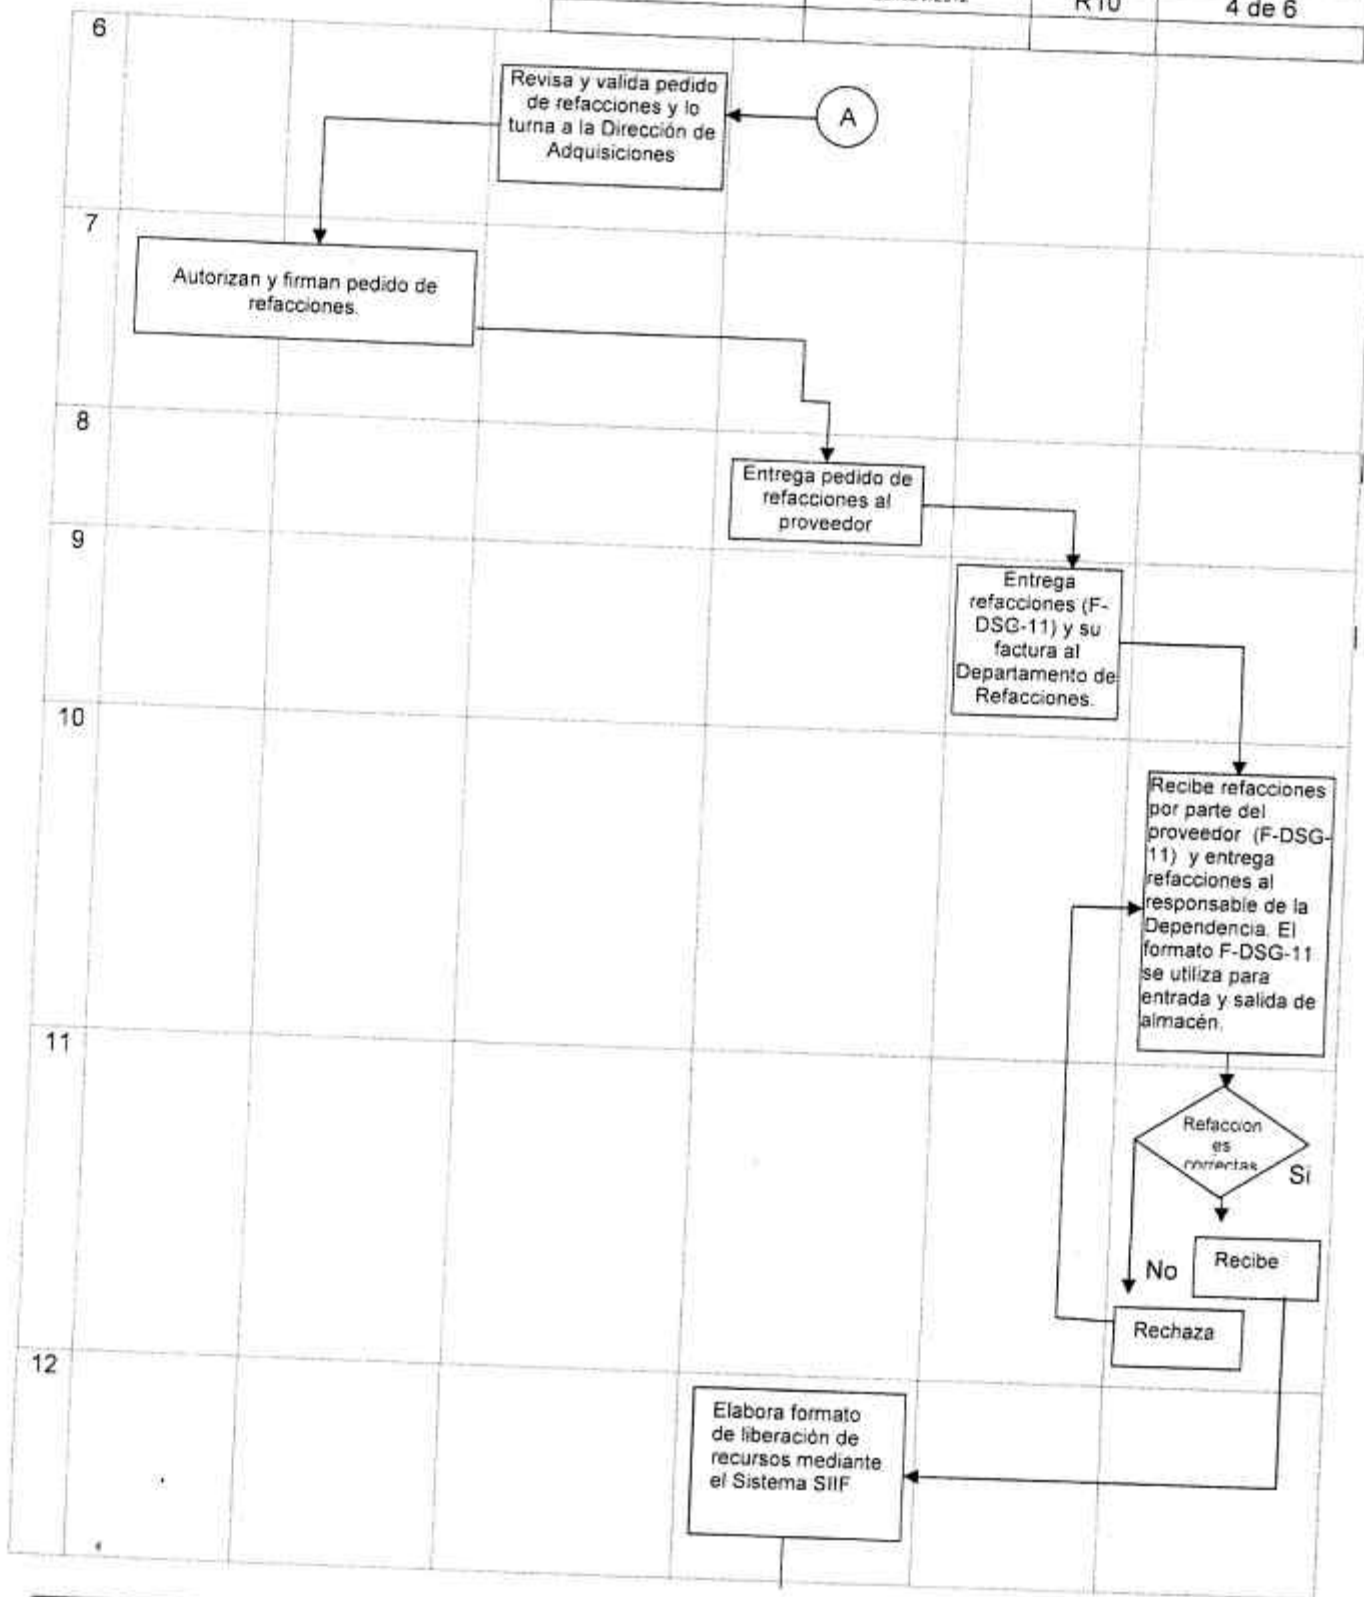 R10
4 de 6
6
Revisa y valida pedido
de refacciones y lo
turna a la Dirección de
Adquisiciones
A
7
Autorizan y firman pedido de
refacciones.
8
Entrega pedido de
refacciones al
proveedor
9
Entrega
refacciones (F-
DSG-11) y su
factura al
Departamento de
Refacciones.
10
Recibe refacciones
por parte del
proveedor (F-DSG-
11) y entrega
refacciones al
responsable de la
Dependencia. El
formato F-DSG-11
se utiliza para
entrada y salida de
almacén.
11
Refaccion
es
correctas
Si
No
Recibe
Rechaza
12
Elabora formato
de liberación de
recursos mediante
el Sistema SIIF